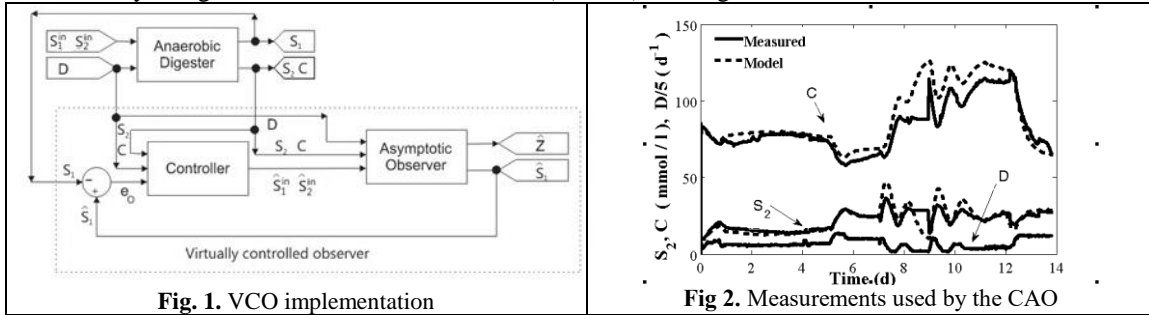 S₁ⁱⁿ S₂ⁱⁿ
D
Anaerobic
Digester
S₁
S₂ C
D
S₂
C
S₂ C
Controller
Asymptotic
Observer
Ẑ
Ŝ₁
S₁
−
+
e₀
Ŝ₁
Ŝ₁ⁱⁿ Ŝ₂ⁱⁿ
Virtually controlled observer
Fig. 1. VCO implementation
S₂, C ( mmol / l ), D/5 ( d⁻¹ )
150
100
50
0
Measured
Model
C
S₂
D
0 2 4 6 8 10 12 14
Time (d)
Fig 2. Measurements used by the CAO